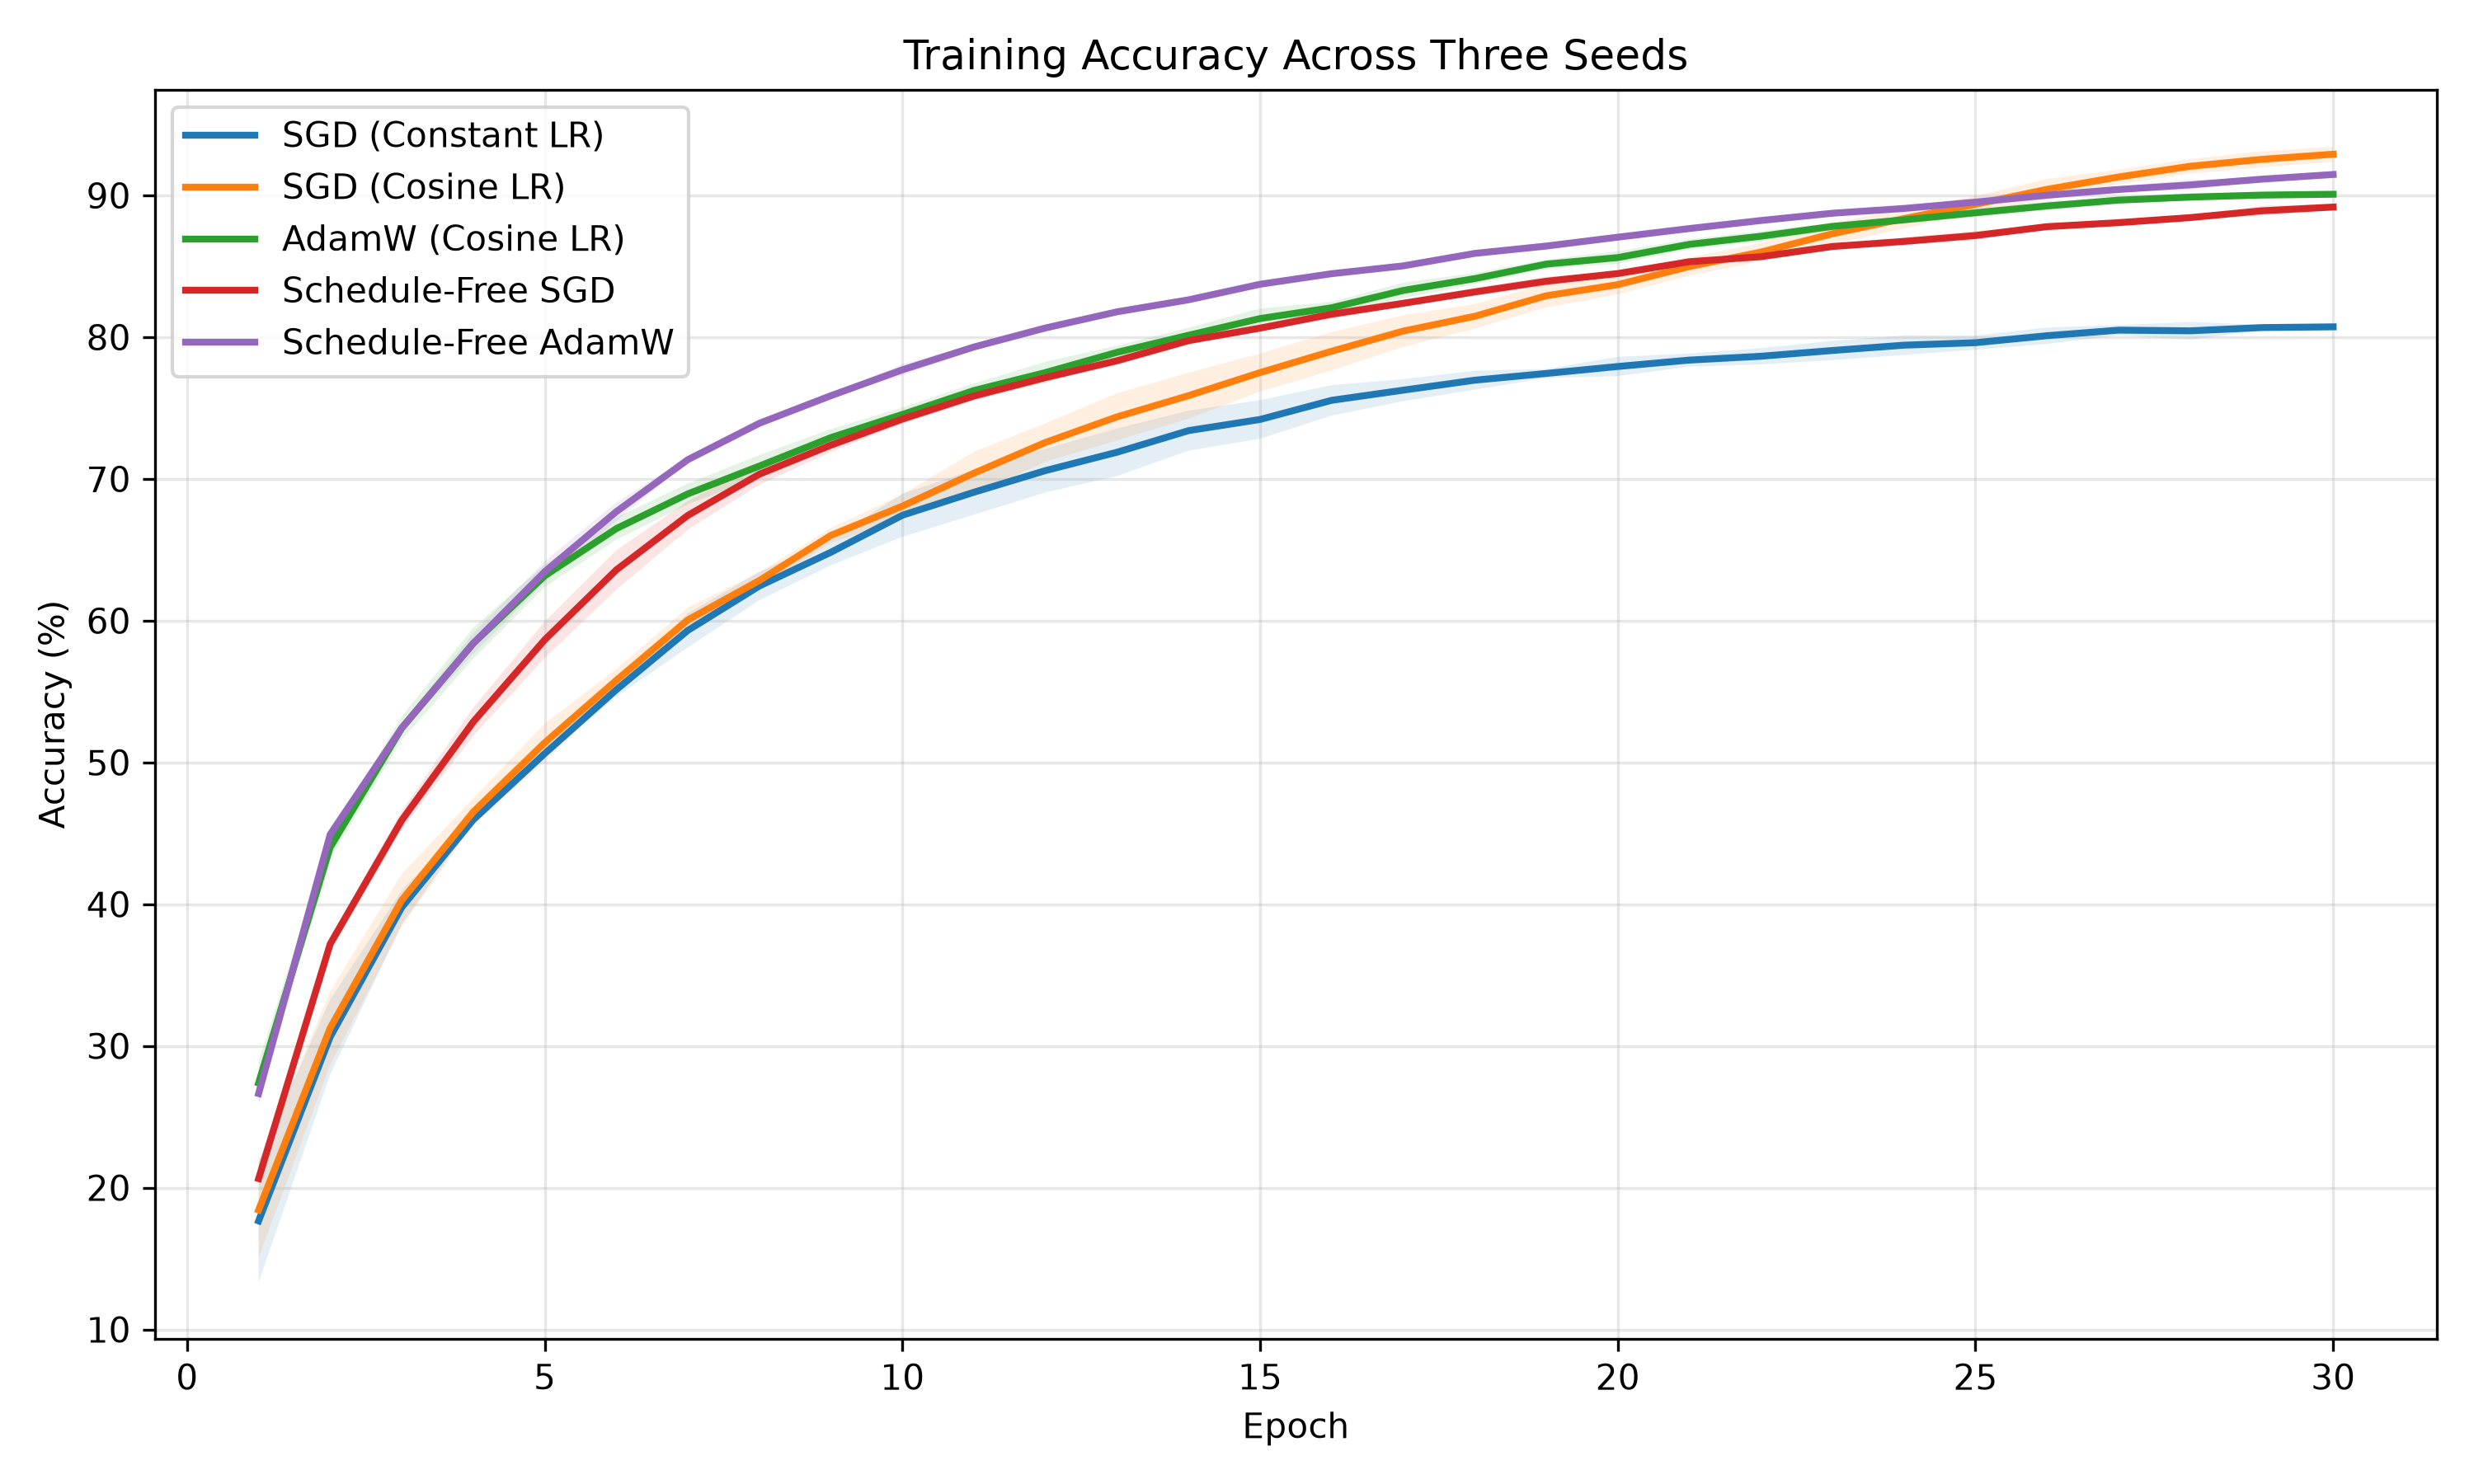 Training Accuracy Across Three Seeds
SGD (Constant LR)
SGD (Cosine LR)
AdamW (Cosine LR)
Schedule-Free SGD
Schedule-Free AdamW
Accuracy (%)
90
80
70
60
50
40
30
20
10
0 5 10 15 20 25 30
Epoch